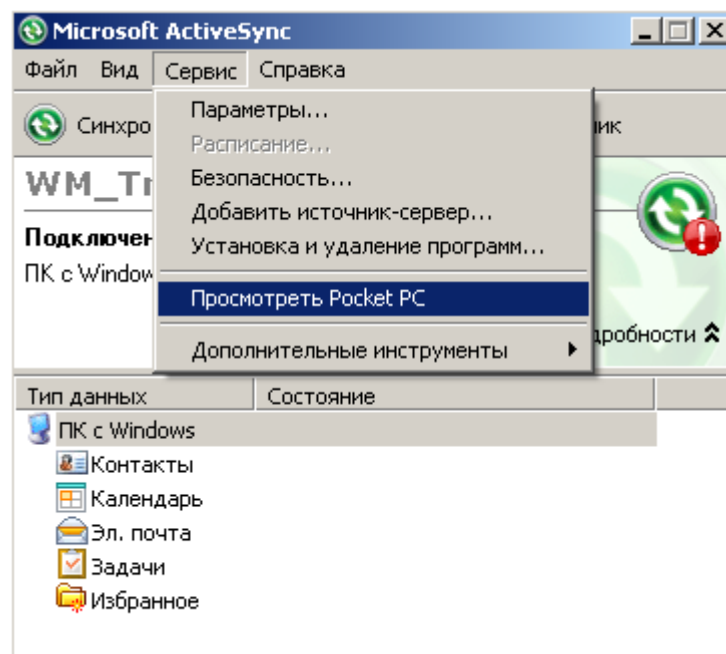 Microsoft ActiveSync
Файл Вид Сервис Справка
Параметры...
Расписание...
Безопасность...
Добавить источник-сервер...
Установка и удаление программ...
Просмотреть Pocket PC
Дополнительные инструменты
ПК с
Тип данных Состояние
ПК с Windows
Контакты
Календарь
Эл. почта
Задачи
Избранное